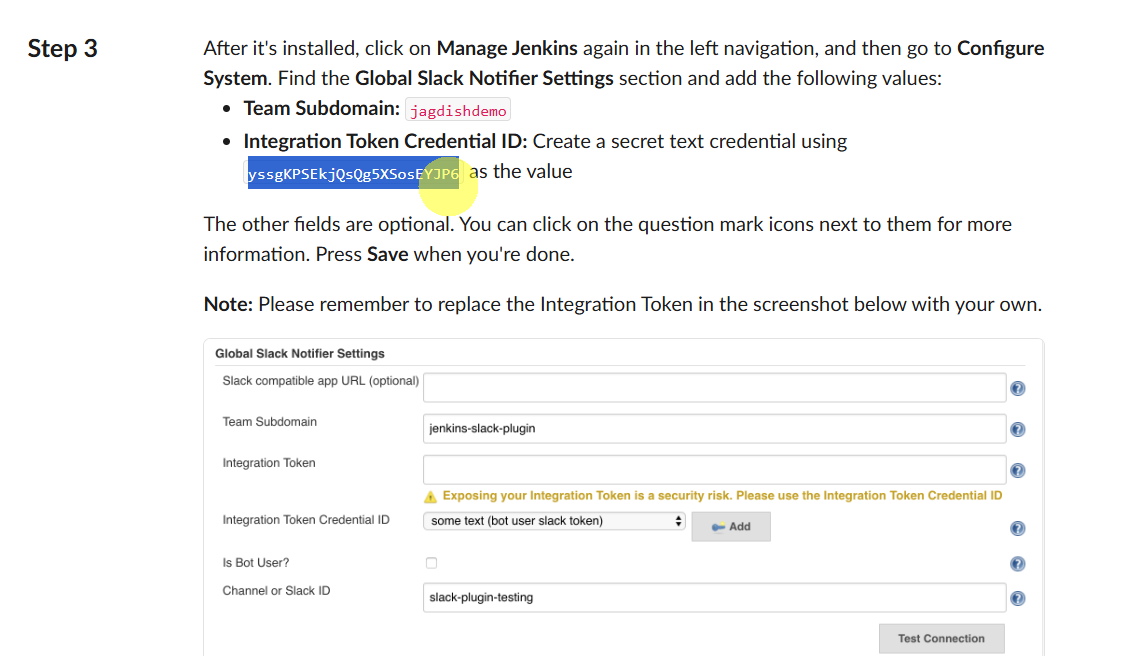 Step 3
After it's installed, click on Manage Jenkins again in the left navigation, and then go to Configure
System. Find the Global Slack Notifier Settings section and add the following values:
• Team Subdomain: jagdishdemo
• Integration Token Credential ID: Create a secret text credential using
yssgKPSEkjQsQg5XSosEYJP6 as the value
The other fields are optional. You can click on the question mark icons next to them for more
information. Press Save when you're done.
Note: Please remember to replace the Integration Token in the screenshot below with your own.
Global Slack Notifier Settings
Slack compatible app URL (optional)
Team Subdomain
jenkins-slack-plugin
Integration Token
Exposing your Integration Token is a security risk. Please use the Integration Token Credential ID
Integration Token Credential ID
some text (bot user slack token)
Add
Is Bot User?
Channel or Slack ID
slack-plugin-testing
Test Connection